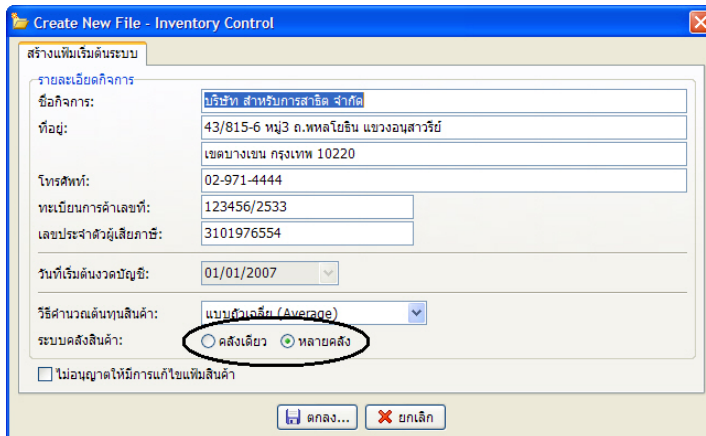 Create New File - Inventory Control
สร้างแฟ้มเริ่มต้นระบบ
รายละเอียดกิจการ
ชื่อกิจการ: บริษัท สำหรับการสาธิต จำกัด
ที่อยู่: 43/815-6 หมู่3 ถ.พหลโยธิน แขวงอนุสาวรีย์
เขตบางเขน กรุงเทพ 10220
โทรศัพท์: 02-971-4444
ทะเบียนการค้าเลขที่: 123456/2533
เลขประจำตัวผู้เสียภาษี: 3101976554
วันที่เริ่มต้นงวดบัญชี: 01/01/2007
วิธีคำนวณต้นทุนสินค้า: แบบถัวเฉลี่ย (Average)
ระบบคลังสินค้า: คลังเดียว หลายคลัง
ไม่อนุญาตให้มีการแก้ไขแฟ้มสินค้า
ตกลง... ยกเลิก